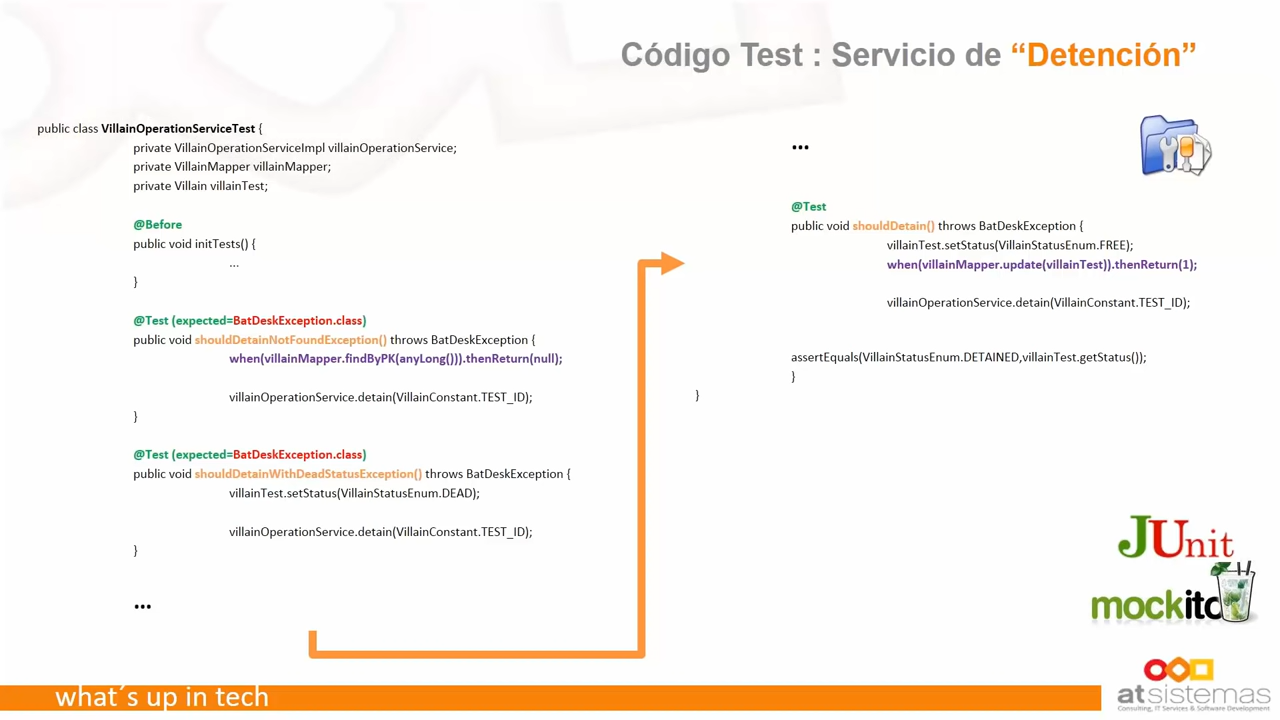 Código Test : Servicio de “Detención”
public class VillainOperationServiceTest {
private VillainOperationServiceImpl villainOperationService;
private VillainMapper villainMapper;
private Villain villainTest;
@Before
public void initTests() {
...
}
@Test (expected=BatDeskException.class)
public void shouldDetainNotFoundException() throws BatDeskException {
when(villainMapper.findByPK(anyLong())).thenReturn(null);
villainOperationService.detain(VillainConstant.TEST_ID);
}
@Test (expected=BatDeskException.class)
public void shouldDetainWithDeadStatusException() throws BatDeskException {
villainTest.setStatus(VillainStatusEnum.DEAD);
villainOperationService.detain(VillainConstant.TEST_ID);
}
...
...
@Test
public void shouldDetain() throws BatDeskException {
villainTest.setStatus(VillainStatusEnum.FREE);
when(villainMapper.update(villainTest)).thenReturn(1);
villainOperationService.detain(VillainConstant.TEST_ID);
assertEquals(VillainStatusEnum.DETAINED,villainTest.getStatus());
}
}
JUnit
mockito
what´s up in tech
atsistemas
Consulting, IT Services & Software Development